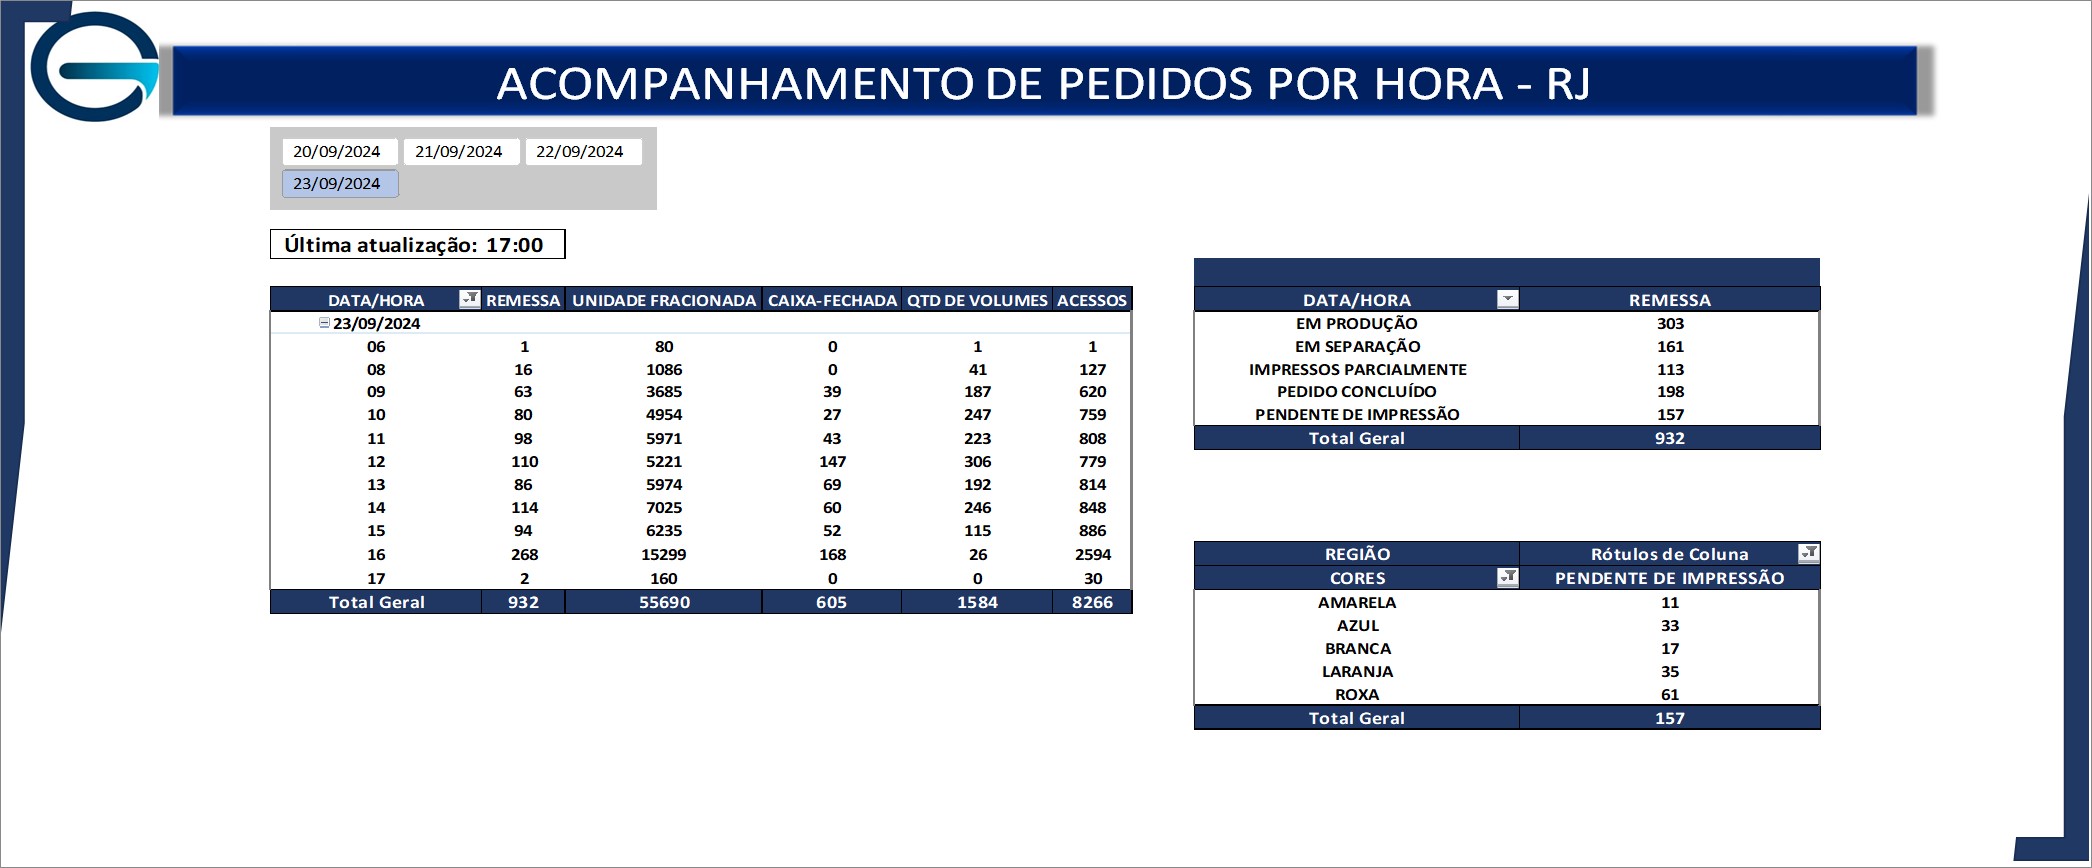 ACOMPANHAMENTO DE PEDIDOS POR HORA - RJ
20/09/2024 21/09/2024 22/09/2024
23/09/2024
Última atualização: 17:00
DATA/HORA REMESSA UNIDADE FRACIONADA CAIXA-FECHADA QTD DE VOLUMES ACESSOS
23/09/2024
06 1 80 0 1 1
08 16 1086 0 41 127
09 63 3685 39 187 620
10 80 4954 27 247 759
11 98 5971 43 223 808
12 110 5221 147 306 779
13 86 5974 69 192 814
14 114 7025 60 246 848
15 94 6235 52 115 886
16 268 15299 168 26 2594
17 2 160 0 0 30
Total Geral 932 55690 605 1584 8266
DATA/HORA REMESSA
EM PRODUÇÃO 303
EM SEPARAÇÃO 161
IMPRESSOS PARCIALMENTE 113
PEDIDO CONCLUÍDO 198
PENDENTE DE IMPRESSÃO 157
Total Geral 932
REGIÃO Rótulos de Coluna
CORES PENDENTE DE IMPRESSÃO
AMARELA 11
AZUL 33
BRANCA 17
LARANJA 35
ROXA 61
Total Geral 157